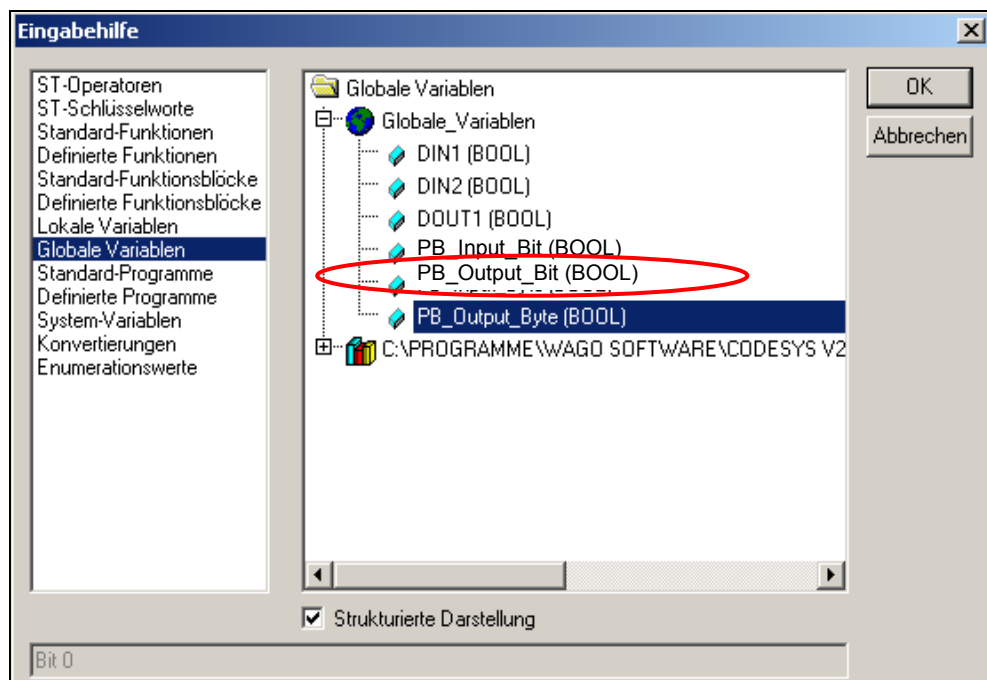 Eingabehilfe
ST-Operatoren
ST-Schlüsselworte
Standard-Funktionen
Definierte Funktionen
Standard-Funktionsblöcke
Definierte Funktionsblöcke
Lokale Variablen
Globale Variablen
Standard-Programme
Definierte Programme
System-Variablen
Konvertierungen
Enumerationswerte
Globale Variablen
Globale_Variablen
DIN1 (BOOL)
DIN2 (BOOL)
DOUT1 (BOOL)
PB_Input_Bit (BOOL)
PB_Output_Bit (BOOL)
PB_Output_Byte (BOOL)
C:\PROGRAMME\WAGO SOFTWARE\CODESYS V2
OK
Abbrechen
Strukturierte Darstellung
Bit 0